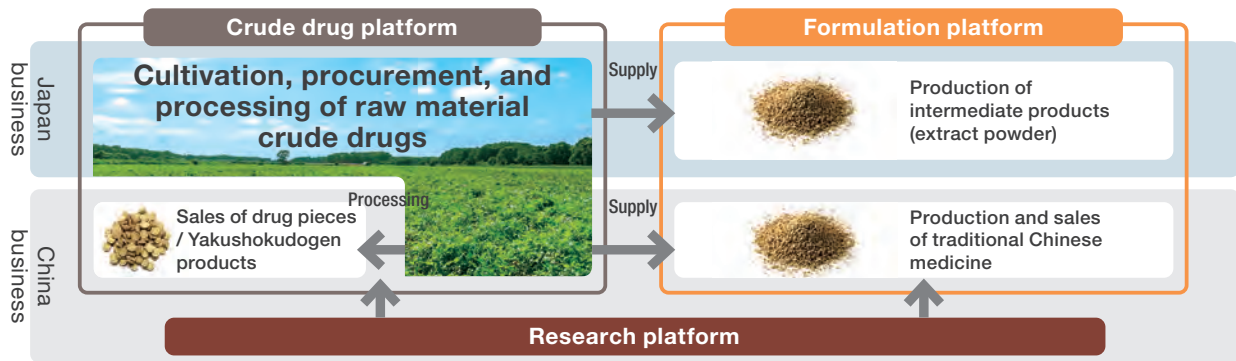 Crude drug platform
Formulation platform
Japan
business
Cultivation, procurement, and
processing of raw material
crude drugs
Supply
Production of
intermediate products
(extract powder)
China
business
Sales of drug pieces
/ Yakushokudogen
products
Processing
Supply
Production and sales
of traditional Chinese
medicine
Research platform